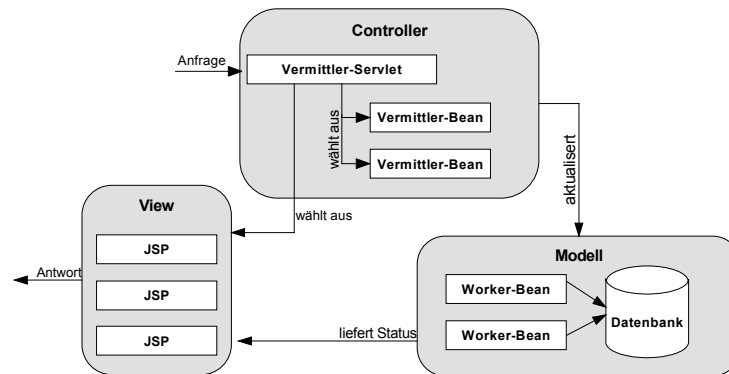 Controller
Anfrage
Vermittler-Servlet
Vermittler-Bean
wählt aus
Vermittler-Bean
aktualisert
wählt aus
View
JSP
JSP
JSP
Antwort
Modell
Worker-Bean
Worker-Bean
Datenbank
liefert Status